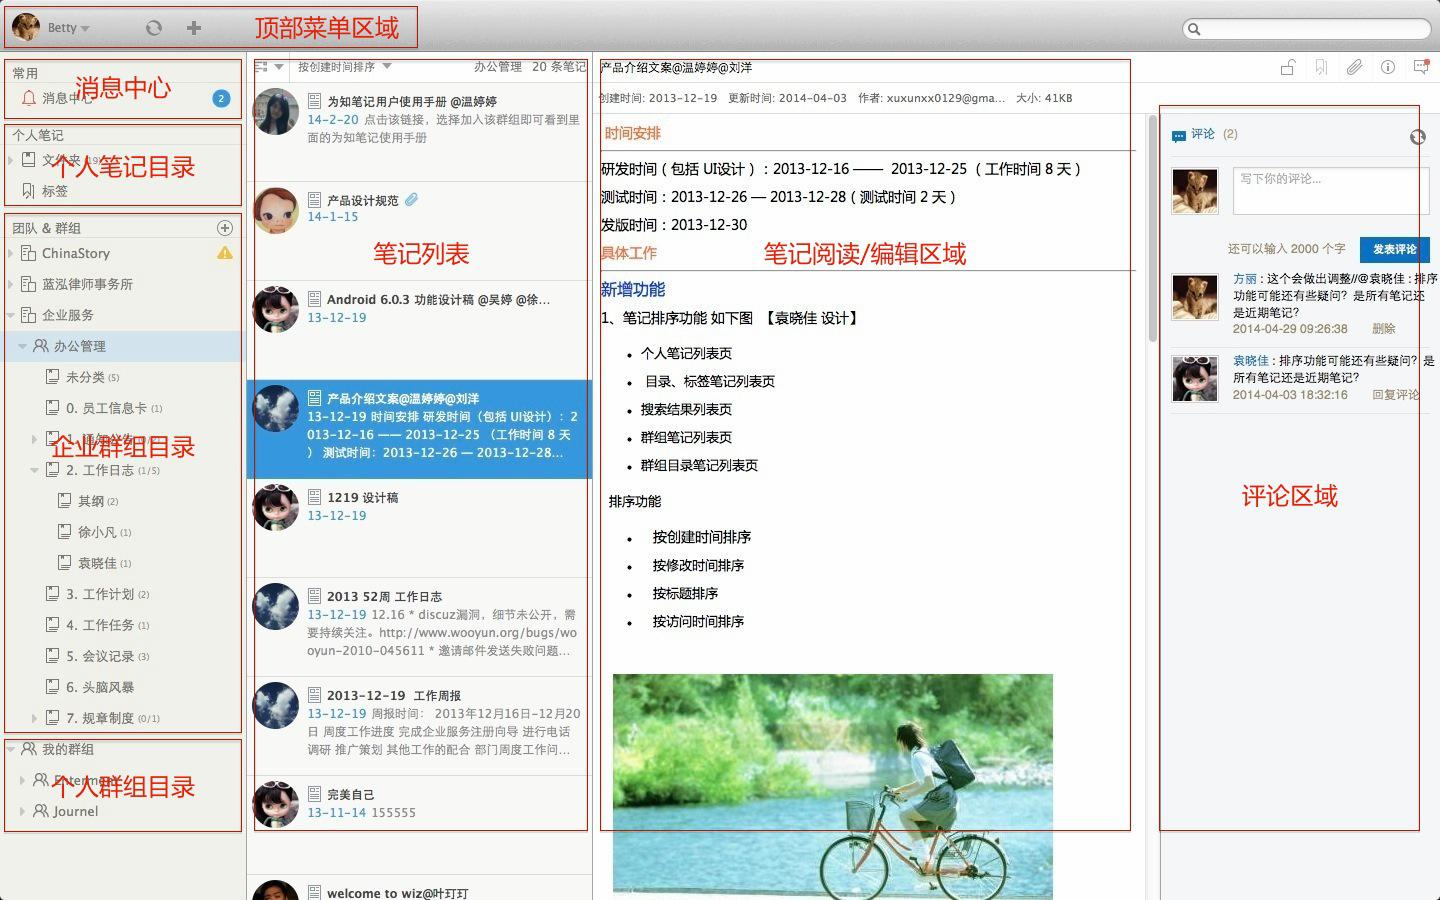 Betty
顶部菜单区域
常用
消息中心
消息中心
2
个人笔记
文件夹
个人笔记目录
标签
团队 & 群组
ChinaStory
蓝泓律师事务所
企业服务
办公管理
未分类 (5)
0. 员工信息卡 (1)
企业群组目录
2. 工作日志 (1/5)
其纲 (2)
徐小凡 (1)
袁晓佳 (1)
3. 工作计划 (2)
4. 工作任务 (1)
5. 会议记录 (3)
6. 头脑风暴
7. 规章制度 (0/1)
我的群组
个人群组目录
Journel
按创建时间排序
办公管理 20 条笔记
为知笔记用户使用手册 @温婷婷
14-2-20 点击该链接，选择加入该群组即可看到里
面的为知笔记使用手册
产品设计规范
14-1-15
笔记列表
Android 6.0.3 功能设计稿 @吴婷 @徐...
13-12-19
产品介绍文案@温婷婷@刘洋
13-12-19 时间安排 研发时间（包括 UI设计）：2
013-12-16 —— 2013-12-25 （工作时间 8 天
） 测试时间：2013-12-26 — 2013-12-28...
1219 设计稿
13-12-19
2013 52周 工作日志
13-12-19 12.16 * discuz漏洞，细节未公开，需
要持续关注。http://www.wooyun.org/bugs/wo
oyun-2010-045611 * 邀请邮件发送失败问题...
2013-12-19 工作周报
13-12-19 周报时间： 2013年12月16日-12月20
日 周度工作进度 完成企业服务注册向导 进行电话
调研 推广策划 其他工作的配合 部门周度工作问...
完美自己
13-11-14 155555
welcome to wiz@叶玎玎
产品介绍文案@温婷婷@刘洋
创建时间: 2013-12-19 更新时间: 2014-04-03 作者: xuxunxx0129@gma... 大小: 41KB
时间安排
研发时间（包括 UI设计）：2013-12-16 —— 2013-12-25 （工作时间 8 天）
测试时间：2013-12-26 — 2013-12-28（测试时间 2 天）
发版时间：2013-12-30
具体工作
笔记阅读/编辑区域
新增功能
1、笔记排序功能 如下图 【袁晓佳 设计】
• 个人笔记列表页
• 目录、标签笔记列表页
• 搜索结果列表页
• 群组笔记列表页
• 群组目录笔记列表页
排序功能
• 按创建时间排序
• 按修改时间排序
• 按标题排序
• 按访问时间排序
评论 (2)
写下你的评论...
还可以输入 2000 个字
发表评论
方丽：这个会做出调整//@袁晓佳：排序
功能可能还有些疑问？是所有笔记还
是近期笔记?
2014-04-29 09:26:38 删除
袁晓佳：排序功能可能还有些疑问？是
所有笔记还是近期笔记?
2014-04-03 18:32:16 回复评论
评论区域